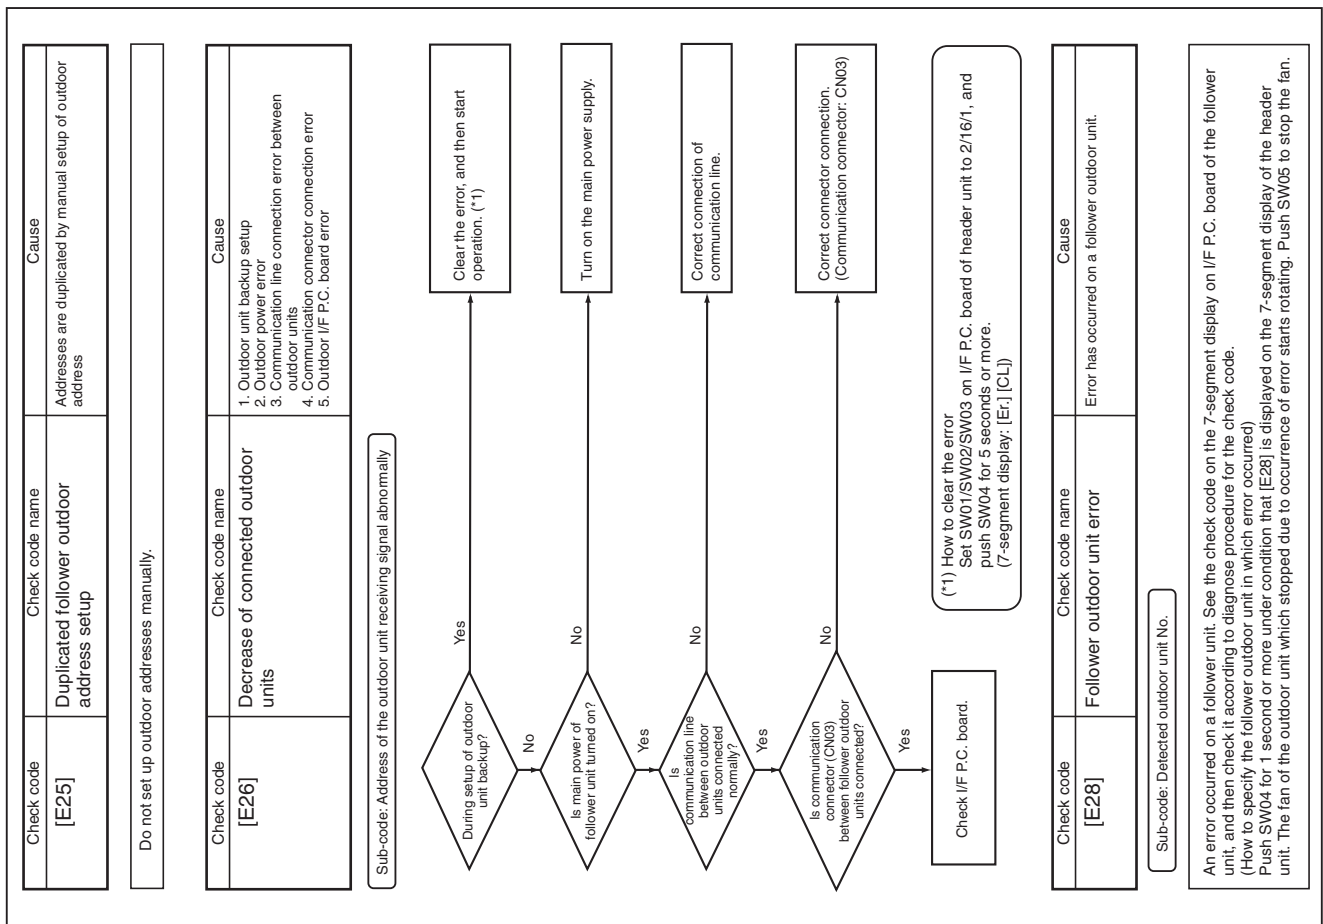 Check code
Check code name
Cause
[E25]
Duplicated follower outdoor
address setup
Addresses are duplicated by manual setup of outdoor
address
Do not set up outdoor addresses manually.
Check code
Check code name
Cause
[E26]
Decrease of connected outdoor
units
1. Outdoor unit backup setup
2. Outdoor power error
3. Communication line connection error between
outdoor units
4. Communication connector connection error
5. Outdoor I/F P.C. board error
Sub-code: Address of the outdoor unit receiving signal abnormally
During setup of outdoor
unit backup?
Yes
Clear the error, and then start
operation. (*1)
No
Is main power of
follower unit turned on?
No
Turn on the main power supply.
Yes
Is
communication line
between outdoor
units connected
normally?
No
Correct connection of
communication line.
Yes
Is communication
connector (CN03)
between follower outdoor
units connected?
No
Correct connector connection.
(Communication connector: CN03)
Yes
Check I/F P.C. board.
(*1) How to clear the error
Set SW01/SW02/SW03 on I/F P.C. board of header unit to 2/16/1, and
push SW04 for 5 seconds or more.
(7-segment display: [Er.] [CL])
Check code
Check code name
Cause
[E28]
Follower outdoor unit error
Error has occurred on a follower outdoor unit.
Sub-code: Detected outdoor unit No.
An error occurred on a follower unit. See the check code on the 7-segment display on I/F P.C. board of the follower
unit, and then check it according to diagnose procedure for the check code.
(How to specify the follower outdoor unit in which error occurred)
Push SW04 for 1 second or more under condition that [E28] is displayed on the 7-segment display of the header
unit. The fan of the outdoor unit which stopped due to occurrence of error starts rotating. Push SW05 to stop the fan.